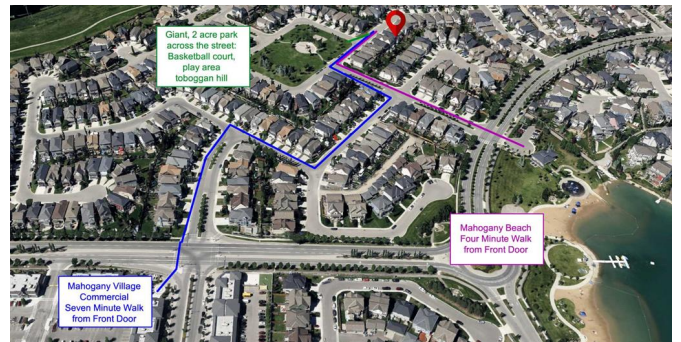 Giant, 2 acre park
across the street:
Basketball court,
play area
toboggan hill
Mahogany Beach
Four Minute Walk
from Front Door
Mahogany Village
Commercial
Seven Minute Walk
from Front Door